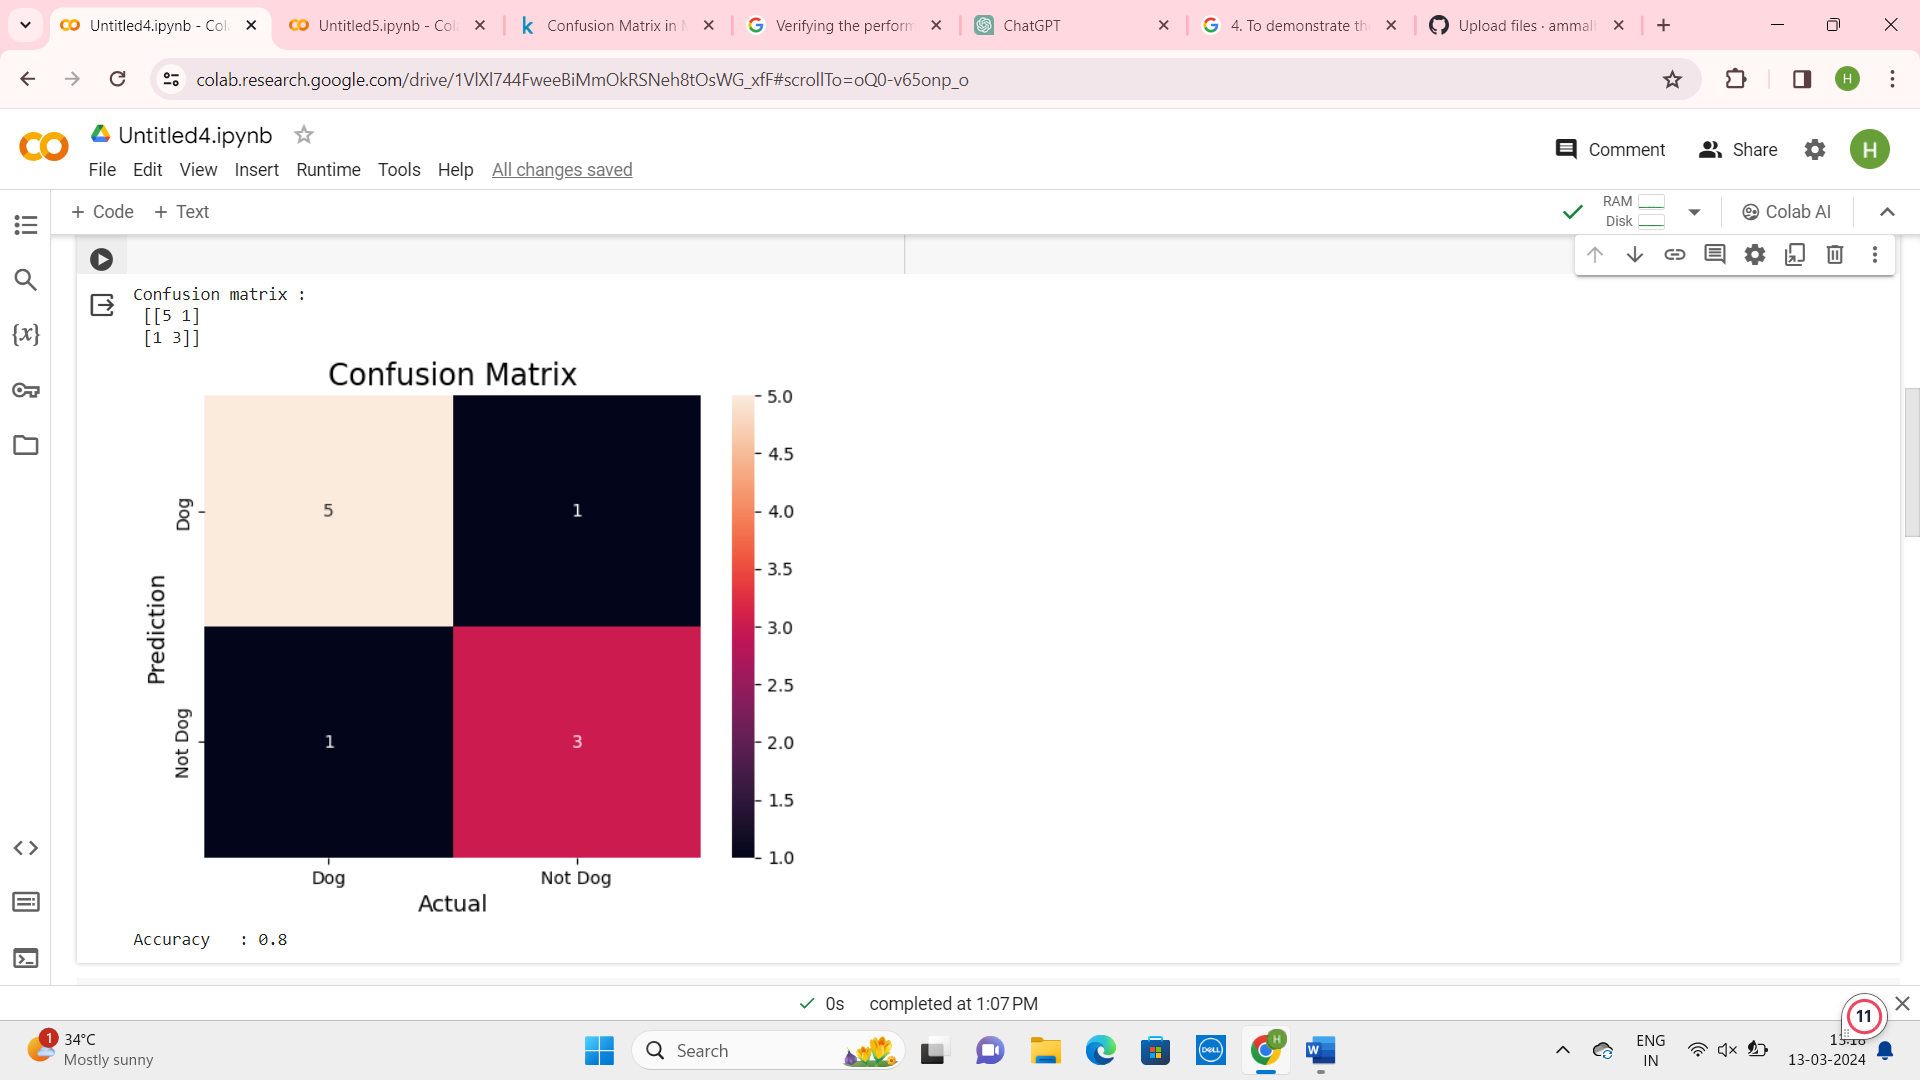 Untitled4.ipynb - Col
Untitled5.ipynb - Col
Confusion Matrix in M
Verifying the perform
ChatGPT
4. To demonstrate th
Upload files · ammal
colab.research.google.com/drive/1VlXl744FweeBiMmOkRSNeh8tOsWG_xfF#scrollTo=oQ0-v65onp_o
H
Untitled4.ipynb
File Edit View Insert Runtime Tools Help All changes saved
Comment
Share
H
+ Code + Text
RAM
Disk
Colab AI
{x}
Confusion matrix :
[[5 1]
[1 3]]
Confusion Matrix
5 1
1 3
Dog
Not Dog
Prediction
Dog Not Dog
Actual
5.0
4.5
4.0
3.5
3.0
2.5
2.0
1.5
1.0
Accuracy : 0.8
0s completed at 1:07 PM
11
1
34°C
Mostly sunny
Search
DELL
H
W
ENG
IN
13-03-2024